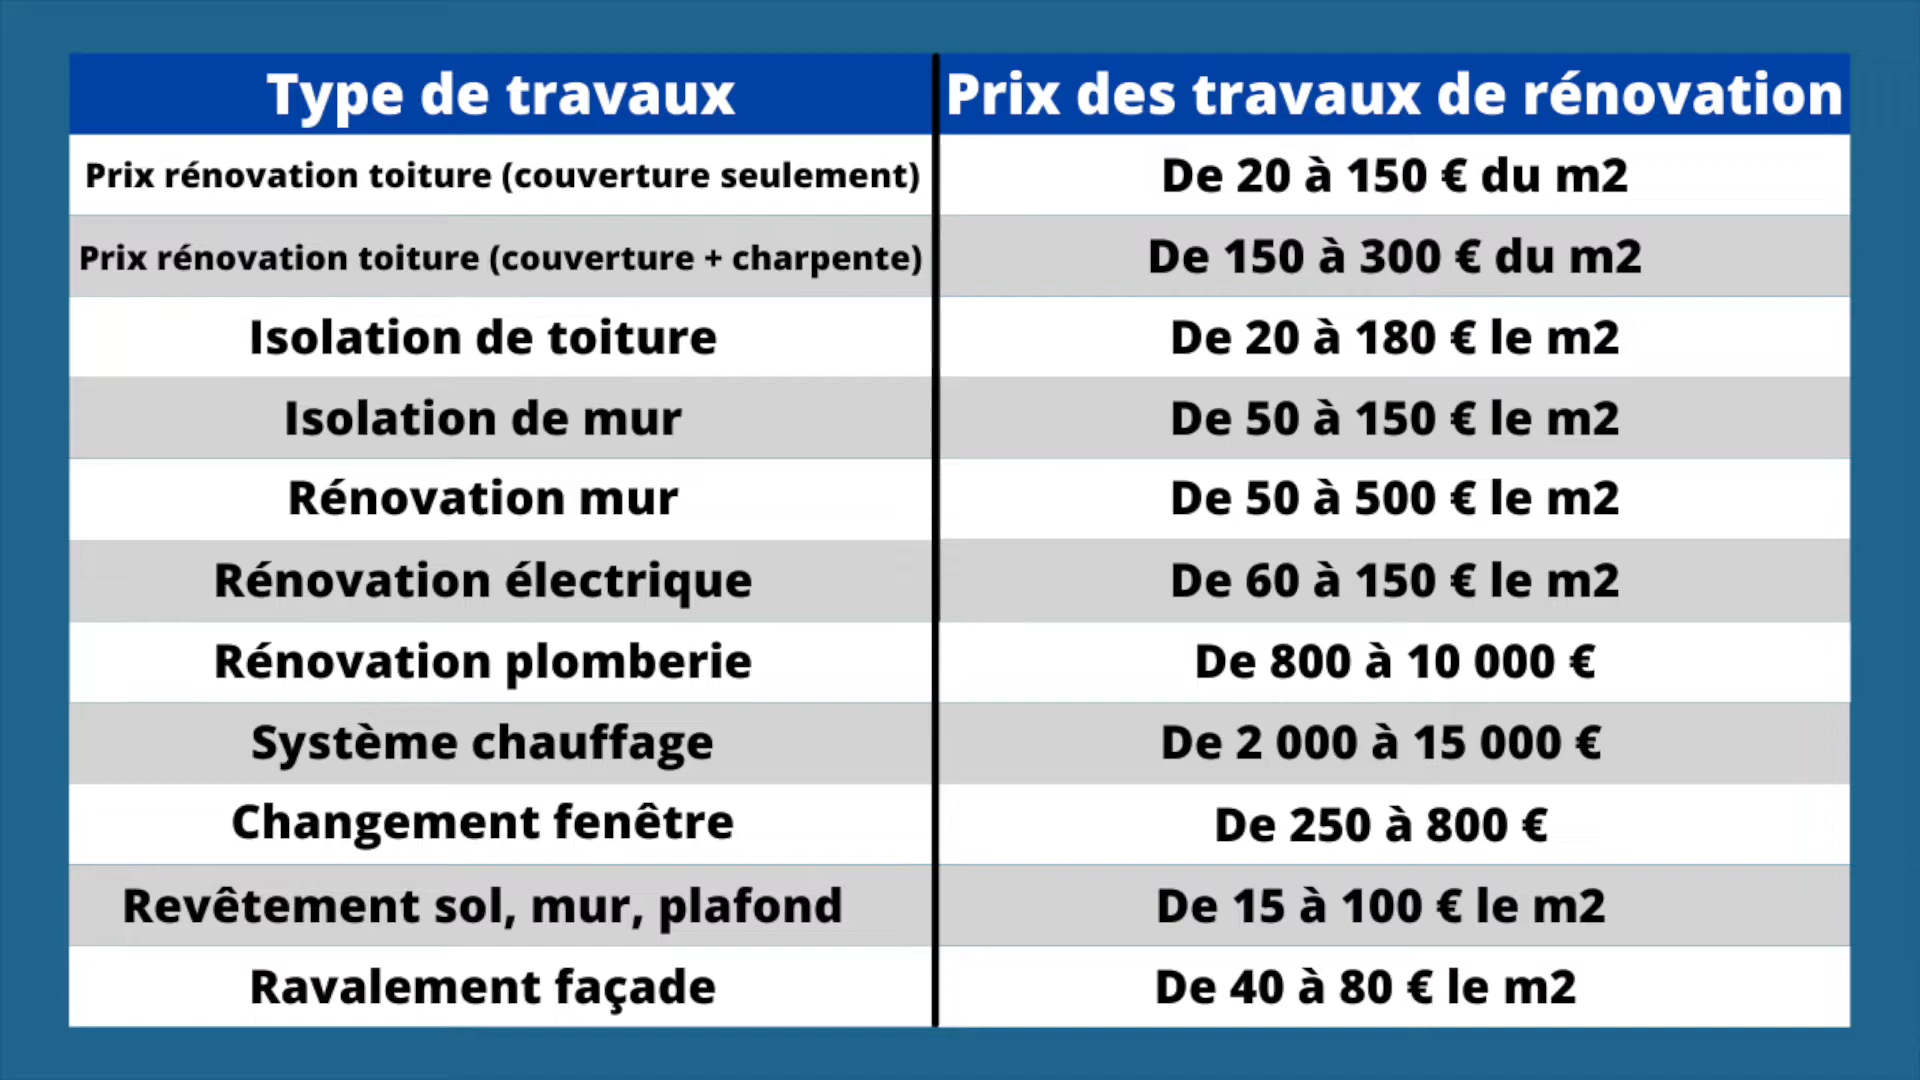 Type de travaux
Prix des travaux de rénovation
Prix rénovation toiture (couverture seulement)
De 20 à 150 € du m2
Prix rénovation toiture (couverture + charpente)
De 150 à 300 € du m2
Isolation de toiture
De 20 à 180 € le m2
Isolation de mur
De 50 à 150 € le m2
Rénovation mur
De 50 à 500 € le m2
Rénovation électrique
De 60 à 150 € le m2
Rénovation plomberie
De 800 à 10 000 €
Système chauffage
De 2 000 à 15 000 €
Changement fenêtre
De 250 à 800 €
Revêtement sol, mur, plafond
De 15 à 100 € le m2
Ravalement façade
De 40 à 80 € le m2